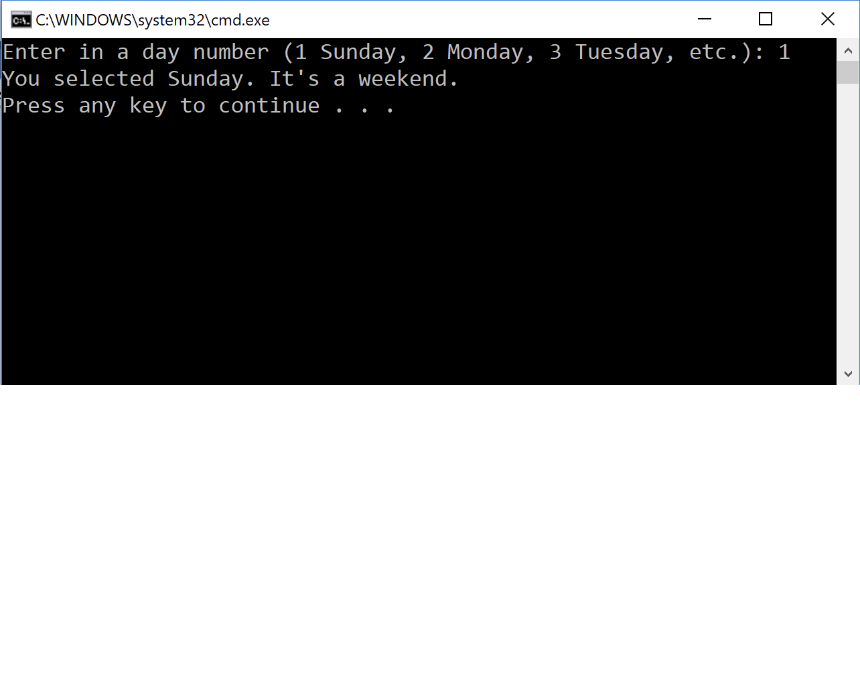 C:\WINDOWS\system32\cmd.exe
Enter in a day number (1 Sunday, 2 Monday, 3 Tuesday, etc.): 1
You selected Sunday. It's a weekend.
Press any key to continue . . .